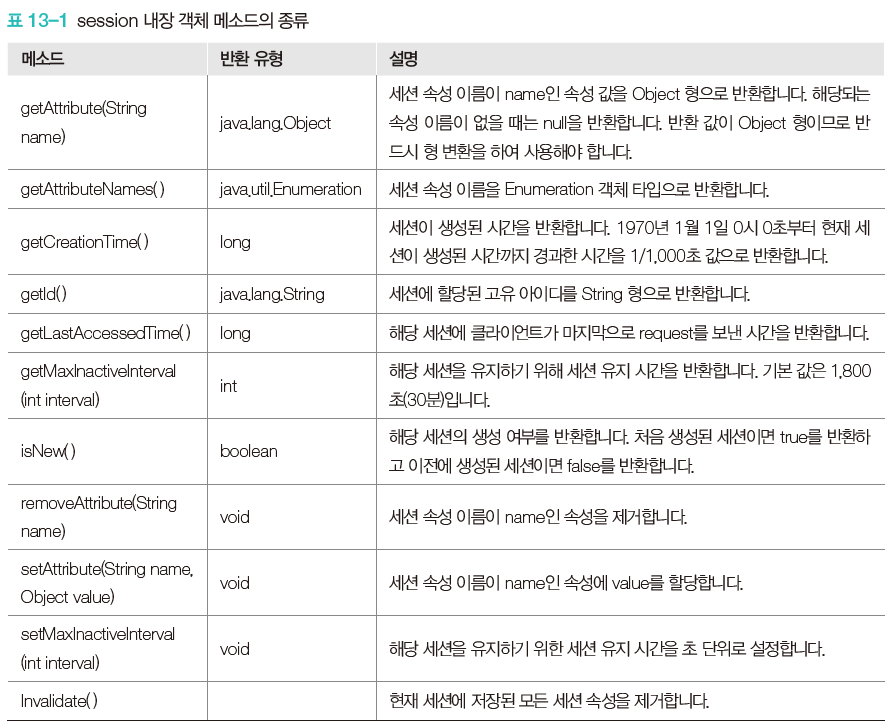 표 13-1 session 내장 객체 메소드의 종류
메소드 반환 유형 설명
getAttribute(String
name)
java.lang.Object
세션 속성 이름이 name인 속성 값을 Object 형으로 반환합니다. 해당되는
속성 이름이 없을 때는 null을 반환합니다. 반환 값이 Object 형이므로 반
드시 형 변환을 하여 사용해야 합니다.
getAttributeNames( ) java.util.Enumeration 세션 속성 이름을 Enumeration 객체 타입으로 반환합니다.
getCreationTime( ) long
세션이 생성된 시간을 반환합니다. 1970년 1월 1일 0시 0초부터 현재 세
션이 생성된 시간까지 경과한 시간을 1/1,000초 값으로 반환합니다.
getId( ) java.lang.String 세션에 할당된 고유 아이디를 String 형으로 반환합니다.
getLastAccessedTime( ) long 해당 세션에 클라이언트가 마지막으로 request를 보낸 시간을 반환합니다.
getMaxInactiveInterval
(int interval)
int
해당 세션을 유지하기 위해 세션 유지 시간을 반환합니다. 기본 값은 1,800
초(30분)입니다.
isNew( ) boolean
해당 세션의 생성 여부를 반환합니다. 처음 생성된 세션이면 true를 반환하
고 이전에 생성된 세션이면 false를 반환합니다.
removeAttribute(String
name)
void
세션 속성 이름이 name인 속성을 제거합니다.
setAttribute(String name,
Object value)
void
세션 속성 이름이 name인 속성에 value를 할당합니다.
setMaxInactiveInterval
(int interval)
void
해당 세션을 유지하기 위한 세션 유지 시간을 초 단위로 설정합니다.
Invalidate( ) 현재 세션에 저장된 모든 세션 속성을 제거합니다.